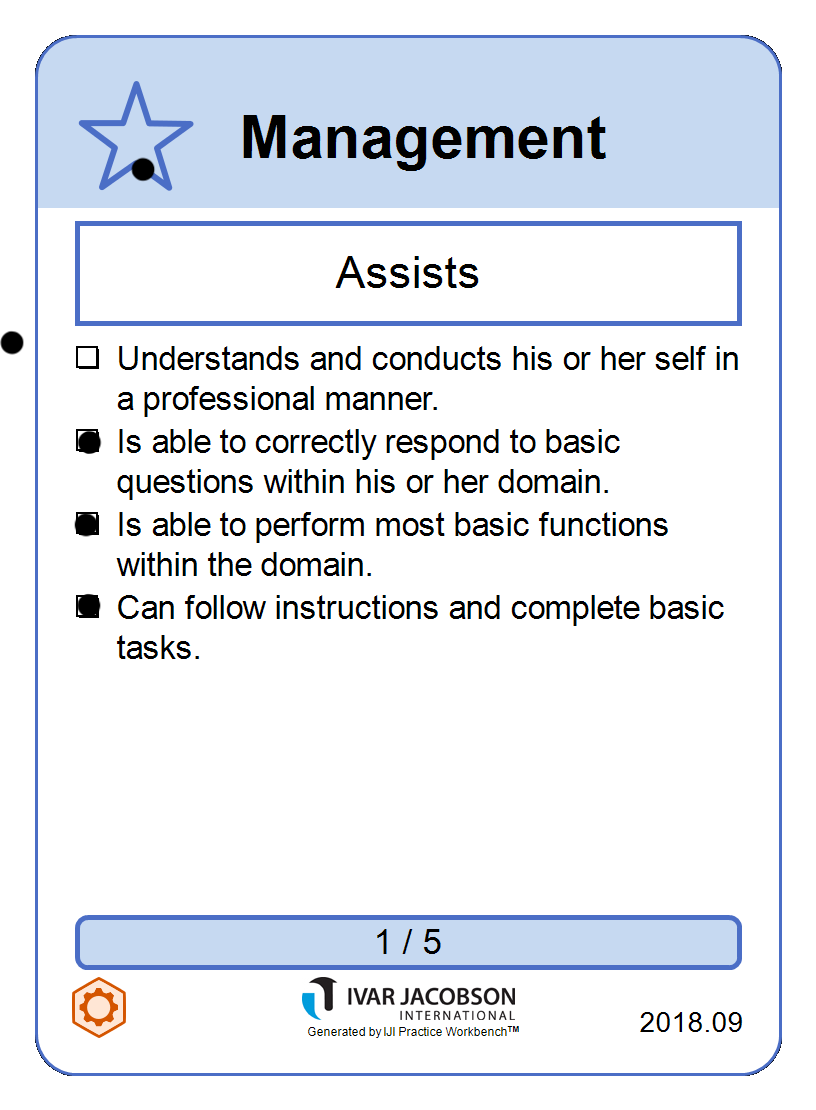 Management
Assists
Understands and conducts his or her self in
a professional manner.
Is able to correctly respond to basic
questions within his or her domain.
Is able to perform most basic functions
within the domain.
Can follow instructions and complete basic
tasks.
1 / 5
IVAR JACOBSON
INTERNATIONAL
Generated by IJI Practice Workbench™
2018.09